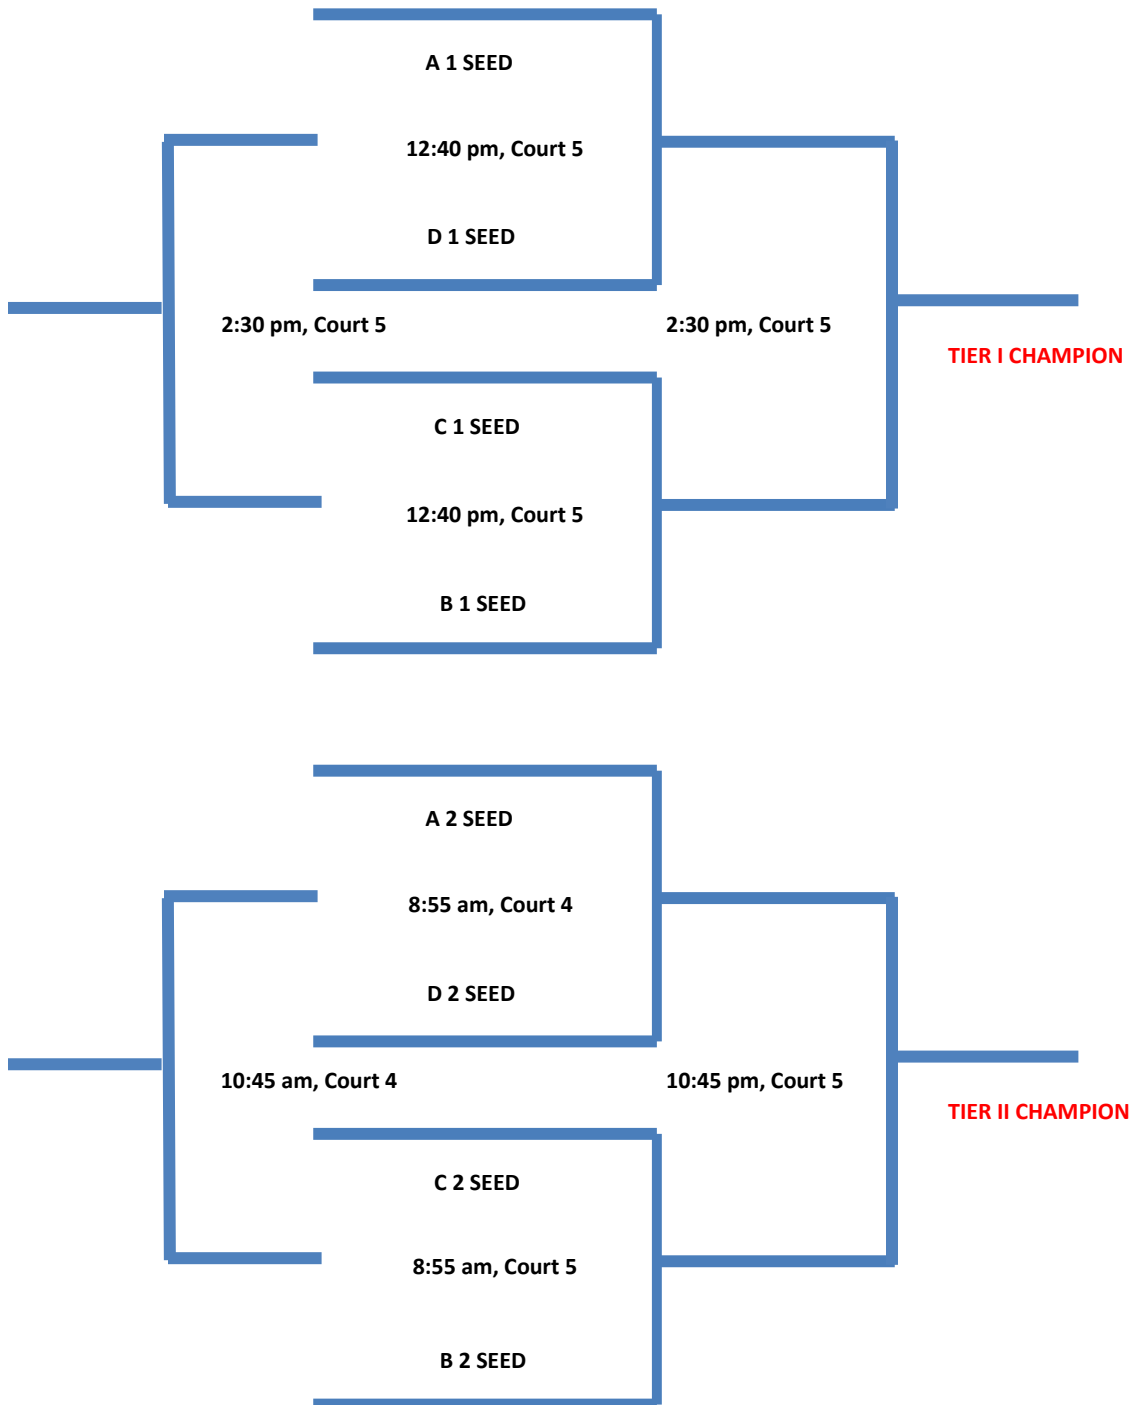 A 1 SEED
12:40 pm, Court 5
D 1 SEED
2:30 pm, Court 5
2:30 pm, Court 5
TIER I CHAMPION
C 1 SEED
12:40 pm, Court 5
B 1 SEED
A 2 SEED
8:55 am, Court 4
D 2 SEED
10:45 am, Court 4
10:45 pm, Court 5
TIER II CHAMPION
C 2 SEED
8:55 am, Court 5
B 2 SEED